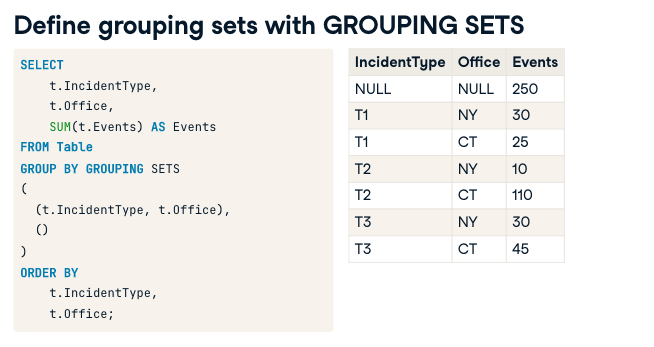 Define grouping sets with GROUPING SETS
SELECT
t.IncidentType,
t.Office,
SUM(t.Events) AS Events
FROM Table
GROUP BY GROUPING SETS
(
(t.IncidentType, t.Office),
()
)
ORDER BY
t.IncidentType,
t.Office;
IncidentType Office Events
NULL NULL 250
T1 NY 30
T1 CT 25
T2 NY 10
T2 CT 110
T3 NY 30
T3 CT 45